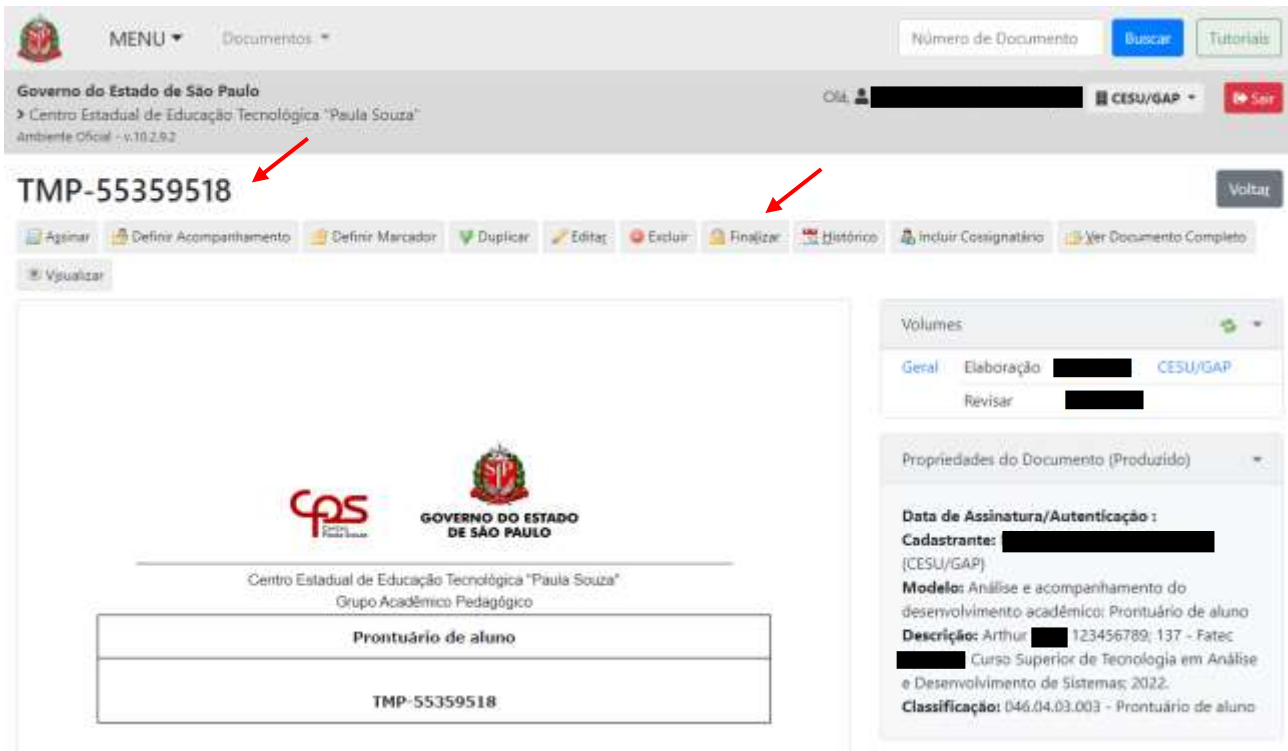 MENU Documentos Número de Documento Buscar Tutoriais
Governo do Estado de São Paulo
> Centro Estadual de Educação Tecnológica "Paula Souza"
Ambiente Oficial - v.10.2.9.2
Olá, CESU/GAP Sair
TMP-55359518 Voltar
Assinar Definir Acompanhamento Definir Marcador Duplicar Editar Excluir Finalizar Histórico Incluir Cossignatário Ver Documento Completo
Visualizar
Volumes
Geral Elaboração CESU/GAP
Revisar
cps
Centro
Paula Souza
SP
GOVERNO DO ESTADO
DE SÃO PAULO
Centro Estadual de Educação Tecnológica "Paula Souza"
Grupo Acadêmico Pedagógico
Prontuário de aluno
TMP-55359518
Propriedades do Documento (Produzido)
Data de Assinatura/Autenticação :
Cadastrante:
(CESU/GAP)
Modelo: Análise e acompanhamento do
desenvolvimento acadêmico: Prontuário de aluno
Descrição: Arthur 123456789; 137 - Fatec
Curso Superior de Tecnologia em Análise
e Desenvolvimento de Sistemas; 2022.
Classificação: 046.04.03.003 - Prontuário de aluno